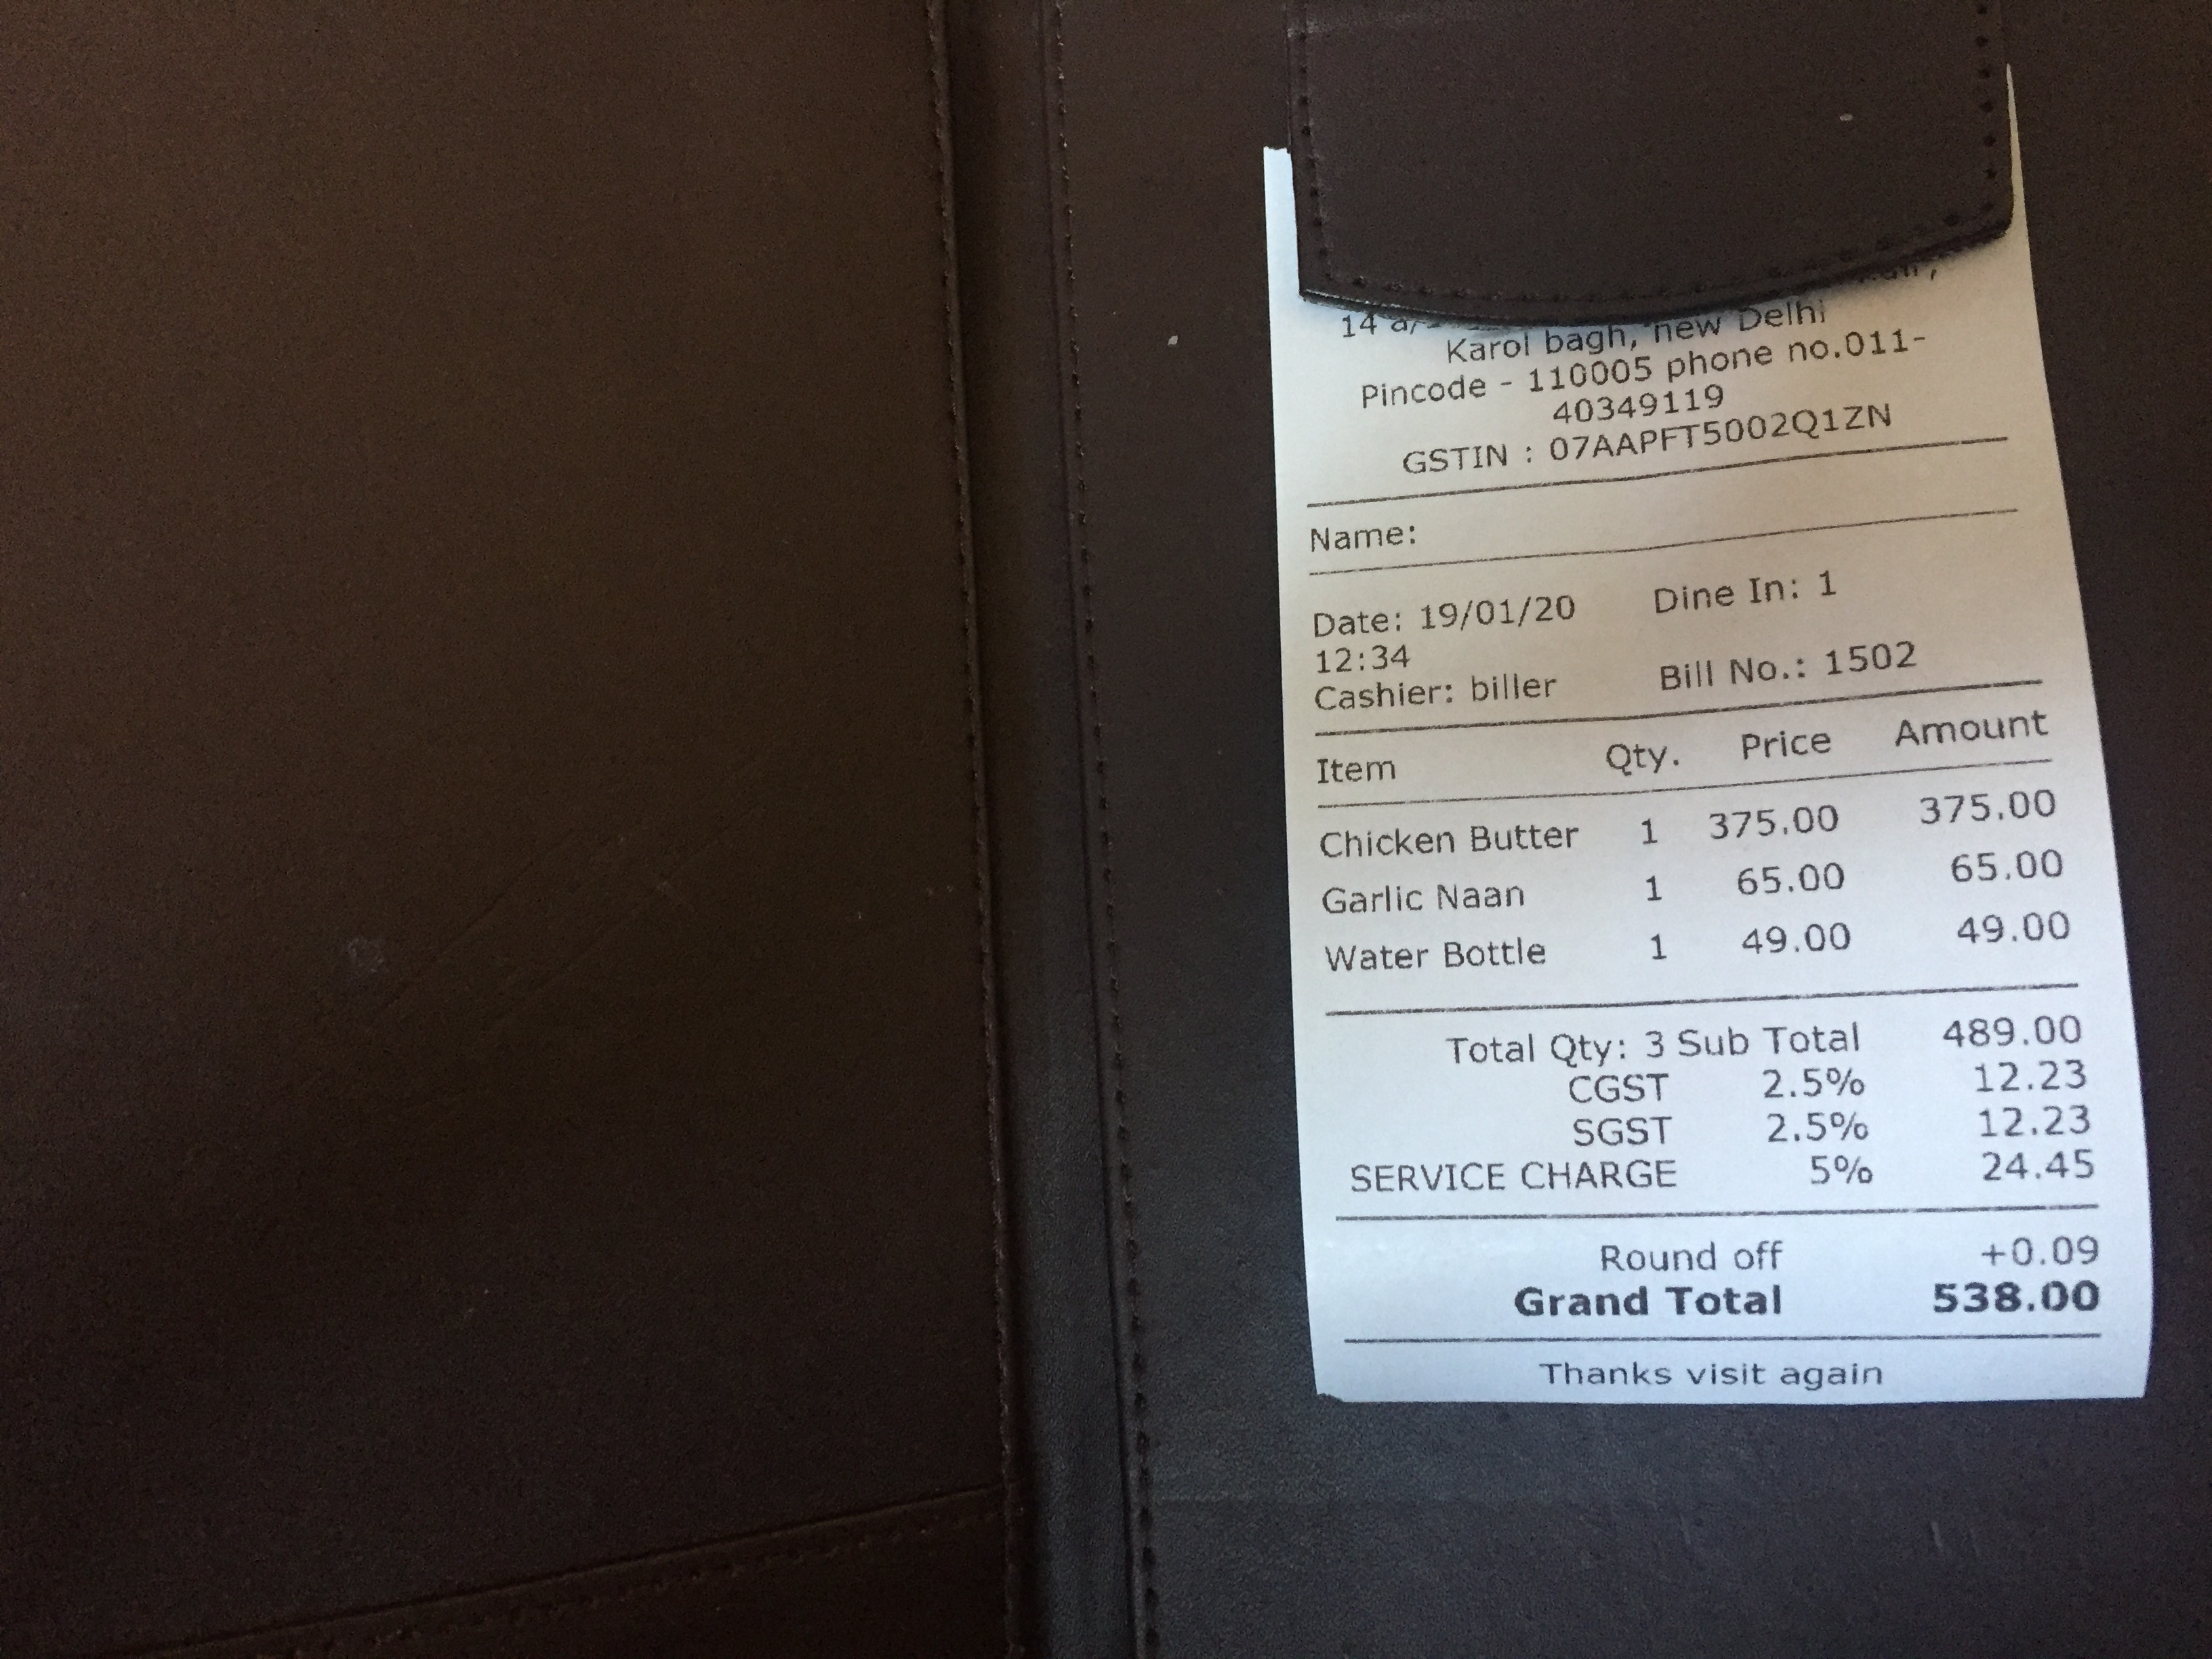 14
Karol bagh, new Delhi
Pincode - 110005 phone no.011-
40349119
GSTIN : 07AAPFT5002Q1ZN
Name:
Date: 19/01/20 Dine In: 1
12:34
Cashier: biller Bill No.: 1502
Item Qty. Price Amount
Chicken Butter 1 375.00 375.00
Garlic Naan 1 65.00 65.00
Water Bottle 1 49.00 49.00
Total Qty: 3 Sub Total 489.00
CGST 2.5% 12.23
SGST 2.5% 12.23
SERVICE CHARGE 5% 24.45
Round off +0.09
Grand Total 538.00
Thanks visit again